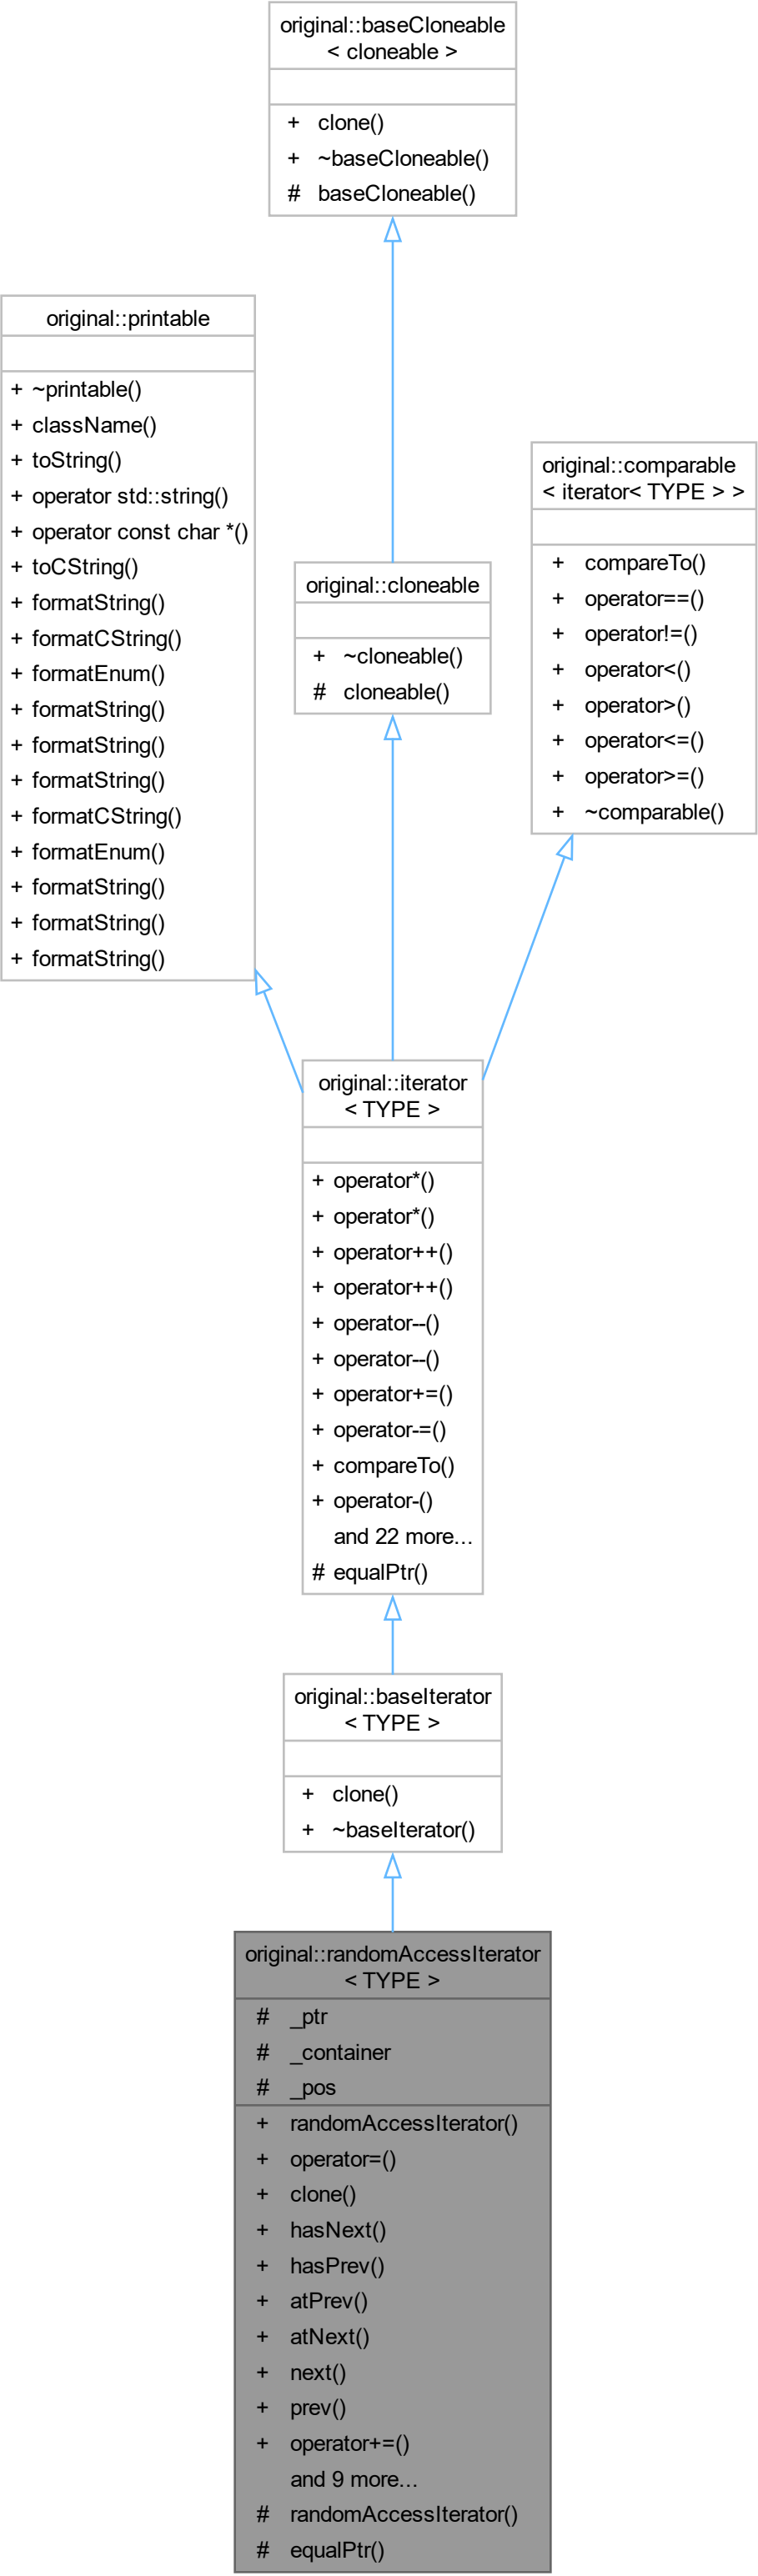 original::baseCloneable
< cloneable >
+ clone()
+ ~baseCloneable()
# baseCloneable()
original::printable
+ ~printable()
+ className()
+ toString()
+ operator std::string()
+ operator const char *()
+ toCString()
+ formatString()
+ formatCString()
+ formatEnum()
+ formatString()
+ formatString()
+ formatString()
+ formatCString()
+ formatEnum()
+ formatString()
+ formatString()
+ formatString()
original::cloneable
+ ~cloneable()
# cloneable()
original::comparable
< iterator< TYPE > >
+ compareTo()
+ operator==()
+ operator!=()
+ operator<()
+ operator>()
+ operator<=()
+ operator>=()
+ ~comparable()
original::iterator
< TYPE >
+ operator*()
+ operator*()
+ operator++()
+ operator++()
+ operator--()
+ operator--()
+ operator+=()
+ operator-=()
+ compareTo()
+ operator-()
and 22 more...
# equalPtr()
original::baseIterator
< TYPE >
+ clone()
+ ~baseIterator()
original::randomAccessIterator
< TYPE >
# _ptr
# _container
# _pos
+ randomAccessIterator()
+ operator=()
+ clone()
+ hasNext()
+ hasPrev()
+ atPrev()
+ atNext()
+ next()
+ prev()
+ operator+=()
and 9 more...
# randomAccessIterator()
# equalPtr()